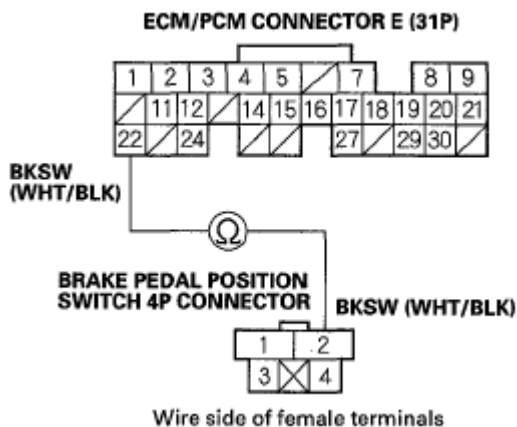 ECM/PCM CONNECTOR E (31P)
1 2 3 4 5 7 8 9
11 12 14 15 16 17 18 19 20 21
22 24 27 29 30
BKSW
(WHT/BLK)
Ω
BRAKE PEDAL POSITION
SWITCH 4P CONNECTOR
BKSW (WHT/BLK)
1 2
3 4
Wire side of female terminals